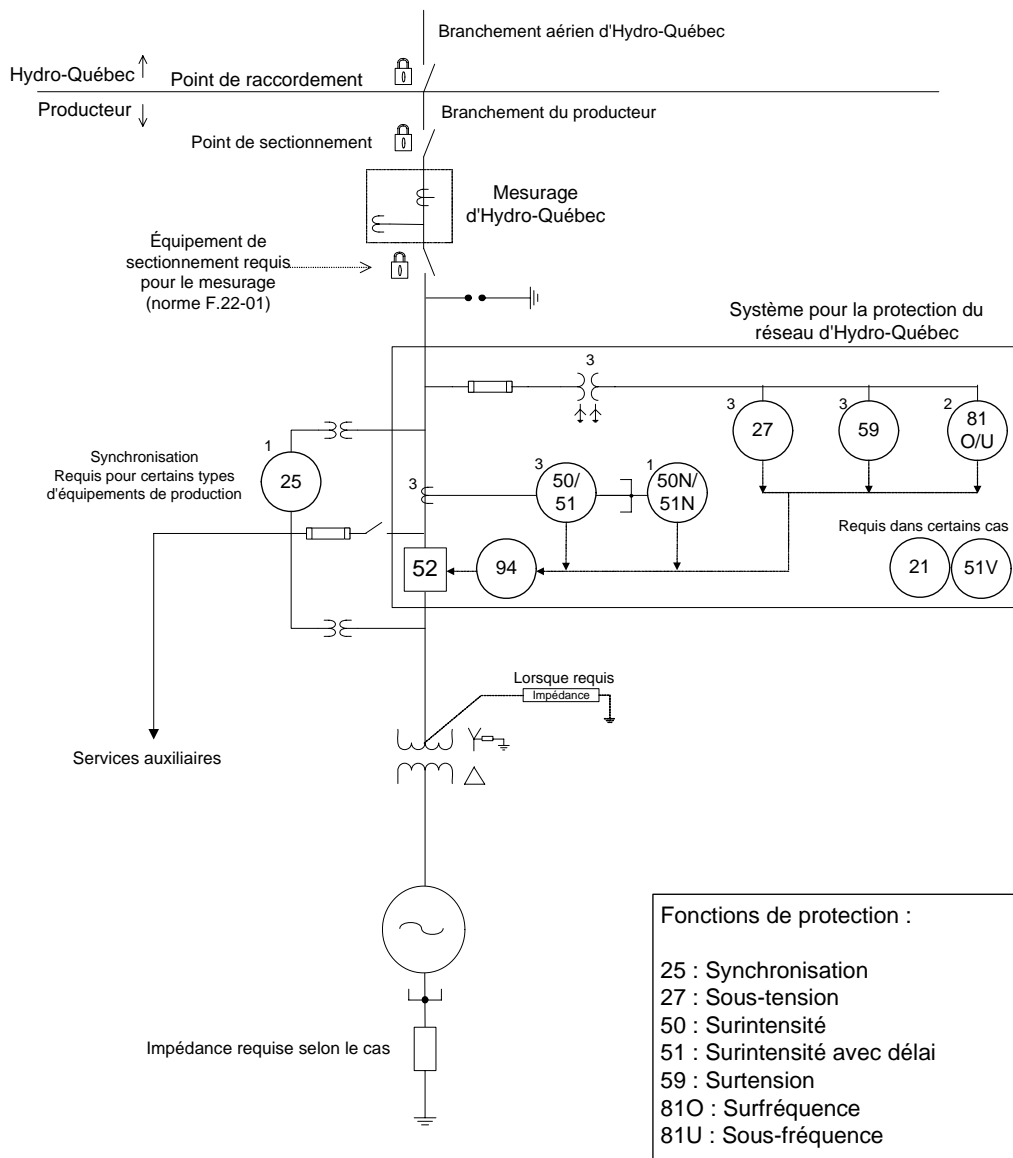 Branchement aérien d'Hydro-Québec
Hydro-Québec
Point de raccordement
Producteur
Branchement du producteur
Point de sectionnement
Mesurage
d'Hydro-Québec
Équipement de
sectionnement requis
pour le mesurage
(norme F.22-01)
Système pour la protection du
réseau d'Hydro-Québec
3
3
27
3
59
2
81
O/U
Synchronisation
Requis pour certains types
d'équipements de production
1
25
3
3
50/
51
1
50N/
51N
Requis dans certains cas
52
94
21
51V
Lorsque requis
Impédance
Services auxiliaires
Impédance requise selon le cas
Fonctions de protection :
25 : Synchronisation
27 : Sous-tension
50 : Surintensité
51 : Surintensité avec délai
59 : Surtension
81O : Surfréquence
81U : Sous-fréquence